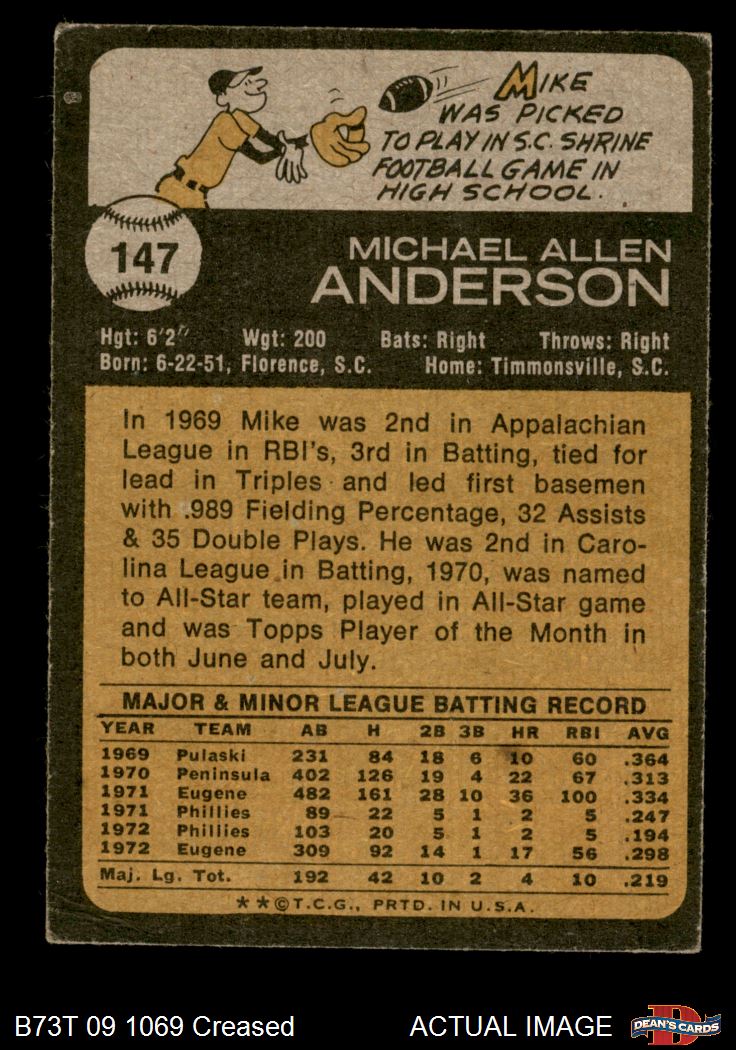 MIKE
WAS PICKED
TO PLAY IN S.C. SHRINE
FOOTBALL GAME IN
HIGH SCHOOL.
147
MICHAEL ALLEN
ANDERSON
Hgt: 6'2" Wgt: 200 Bats: Right Throws: Right
Born: 6-22-51, Florence, S.C. Home: Timmonsville, S.C.
In 1969 Mike was 2nd in Appalachian
League in RBI's, 3rd in Batting, tied for
lead in Triples and led first basemen
with .989 Fielding Percentage, 32 Assists
& 35 Double Plays. He was 2nd in Caro-
lina League in Batting, 1970, was named
to All-Star team, played in All-Star game
and was Topps Player of the Month in
both June and July.
MAJOR & MINOR LEAGUE BATTING RECORD
YEAR TEAM AB H 2B 3B HR RBI AVG
1969 Pulaski 231 84 18 6 10 60 .364
1970 Peninsula 402 126 19 4 22 67 .313
1971 Eugene 482 161 28 10 36 100 .334
1971 Phillies 89 22 5 1 2 5 .247
1972 Phillies 103 20 5 1 2 5 .194
1972 Eugene 309 92 14 1 17 56 .298
Maj. Lg. Tot. 192 42 10 2 4 10 .219
**©T.C.G., PRTD. IN U.S.A.
B73T 09 1069 Creased ACTUAL IMAGE DEAN'S CARDS